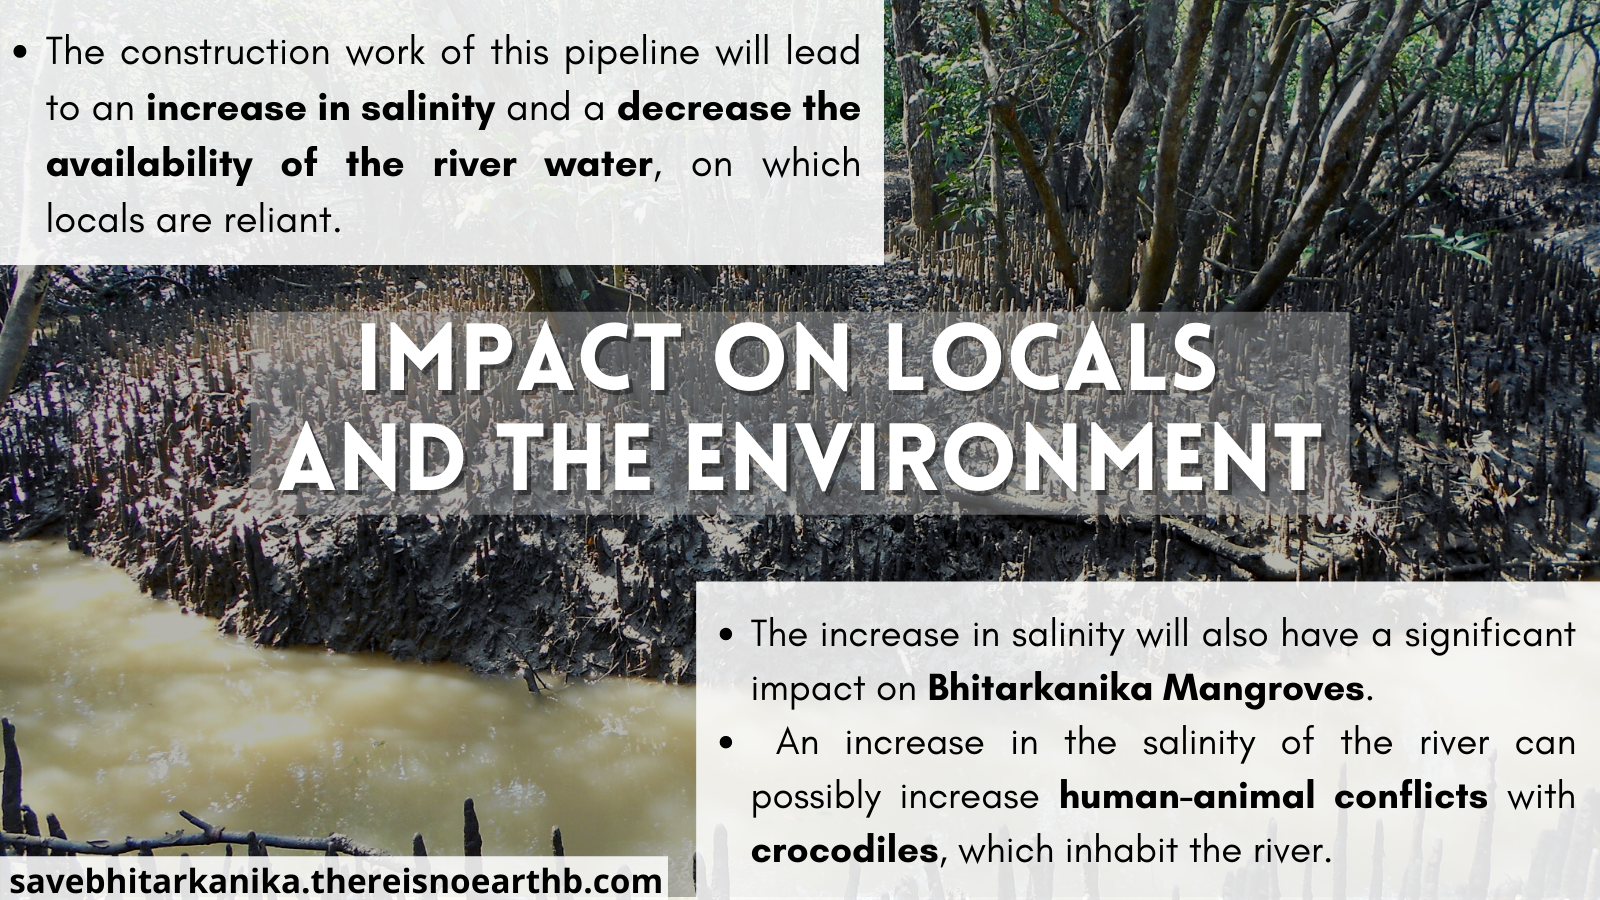 • The construction work of this pipeline will lead
to an increase in salinity and a decrease the
availability of the river water, on which
locals are reliant.
IMPACT ON LOCALS
AND THE ENVIRONMENT
• The increase in salinity will also have a significant
impact on Bhitarkanika Mangroves.
• An increase in the salinity of the river can
possibly increase human-animal conflicts with
crocodiles, which inhabit the river.
savebhitarkanika.thereisnoearthb.com